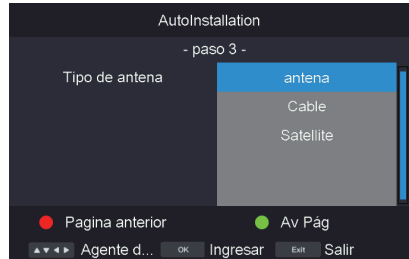 AutoInstallation
- paso 3 -
Tipo de antena antena
Cable
Satellite
Pagina anterior Av Pág
Agente d... OK Ingresar Exit Salir